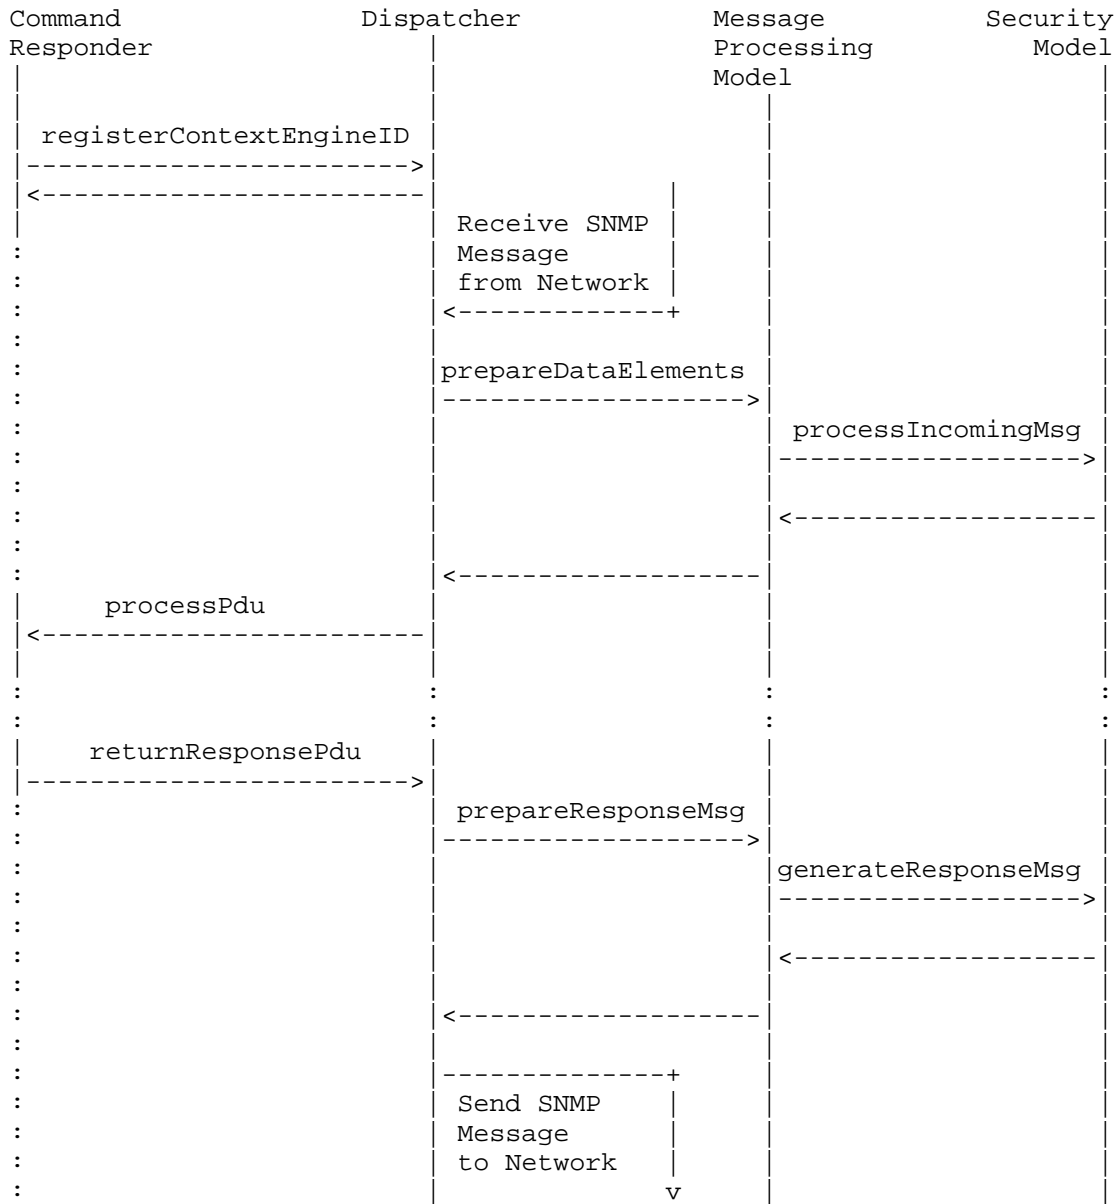 Command Dispatcher Message Security
Responder Processing Model
Model
registerContextEngineID
Receive SNMP
Message
from Network
prepareDataElements
processIncomingMsg
processPdu
returnResponsePdu
prepareResponseMsg
generateResponseMsg
Send SNMP
Message
to Network